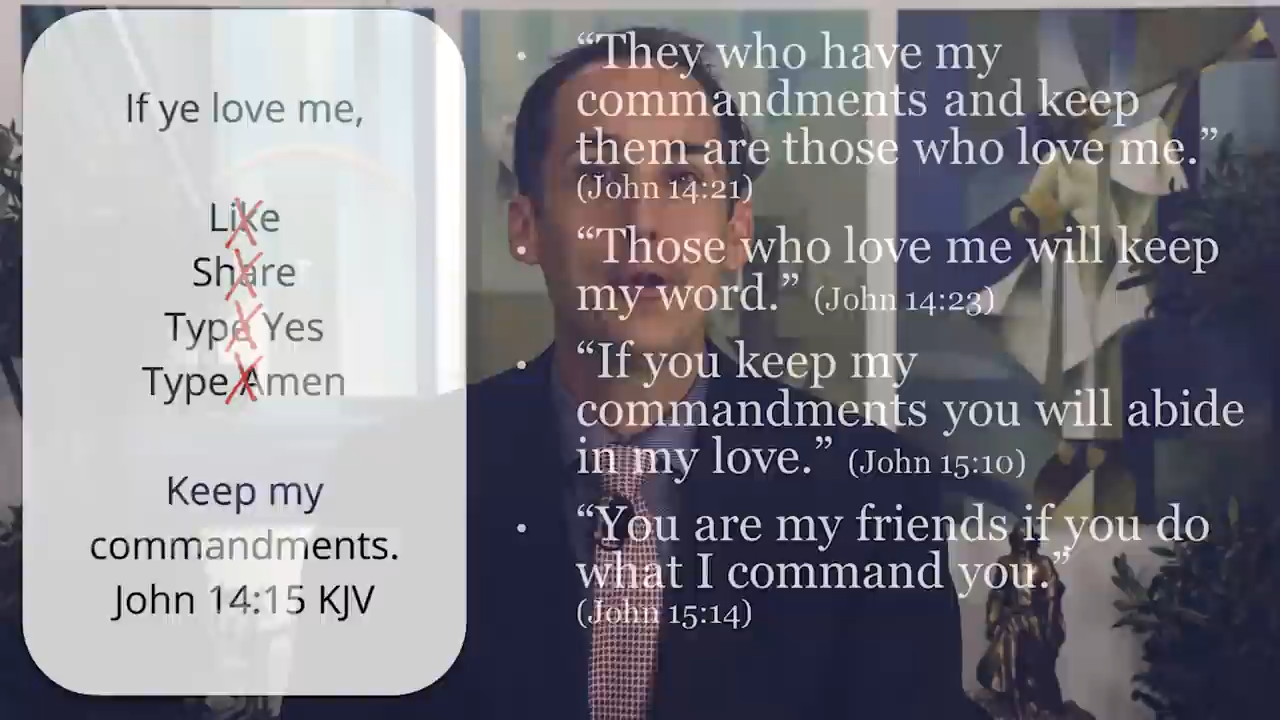 If ye love me,
Like
Share
Type Yes
Type Amen
Keep my
commandments.
John 14:15 KJV
• “They who have my
commandments and keep
them are those who love me.”
(John 14:21)
• “Those who love me will keep
my word.” (John 14:23)
• “If you keep my
commandments you will abide
in my love.” (John 15:10)
• “You are my friends if you do
what I command you.”
(John 15:14)